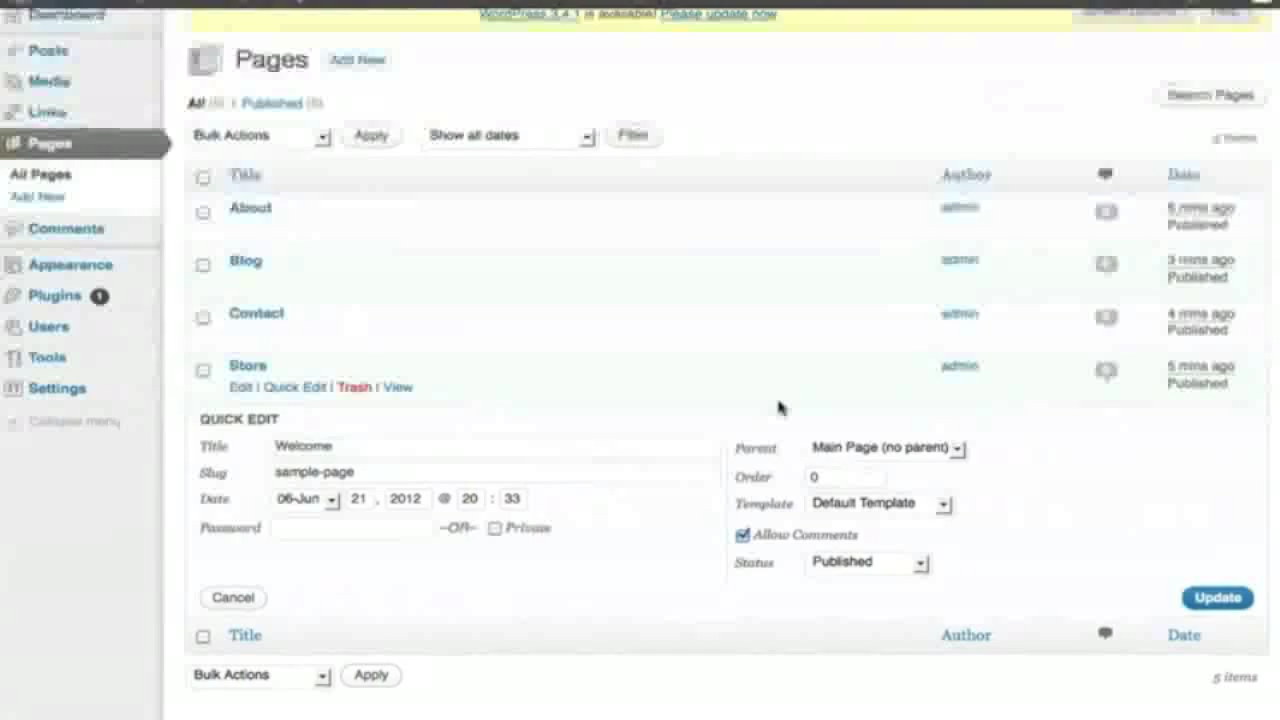 Dashboard
WordPress 3.4.1 is available! Please update now
Posts
Media
Links
Pages
All Pages
Add New
Comments
Appearance
Plugins 1
Users
Tools
Settings
Collapse menu
Pages Add New
All (5) | Published (5)
Search Pages
Bulk Actions Apply Show all dates Filter
5 items
Title Author Date
About admin 5 mins ago
Published
Blog admin 3 mins ago
Published
Contact admin 4 mins ago
Published
Store admin 5 mins ago
Edit | Quick Edit | Trash | View Published
QUICK EDIT
Title Welcome
Slug sample-page
Date 06-Jun 21 , 2012 @ 20 : 33
Password –OR– Private
Parent Main Page (no parent)
Order 0
Template Default Template
Allow Comments
Status Published
Cancel Update
Title Author Date
Bulk Actions Apply 5 items